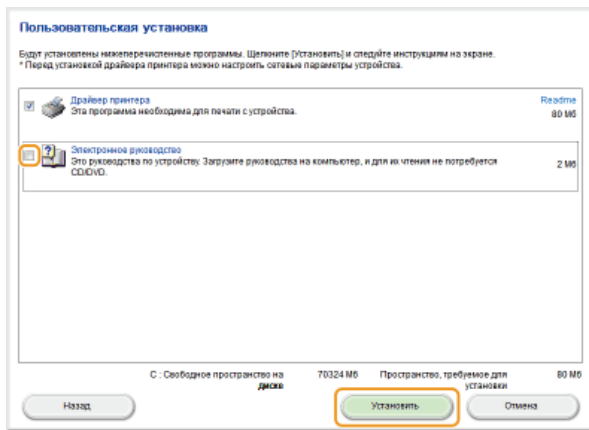 Пользовательская установка
Будут установлены нижеперечисленные программы. Щелкните [Установить] и следуйте инструкциям на экране.
* Перед установкой драйвера принтера можно настроить сетевые параметры устройства.
Драйвер принтера
Readme
Эта программа необходима для печати с устройства.
80 Мб
Электронное руководство
Это руководства по устройству. Загрузите руководства на компьютер, и для их чтения не потребуется
2 Мб
CD/DVD.
C : Свободное пространство на диске
70324 Мб
Пространство, требуемое для установки
80 Мб
Назад
Установить
Отмена